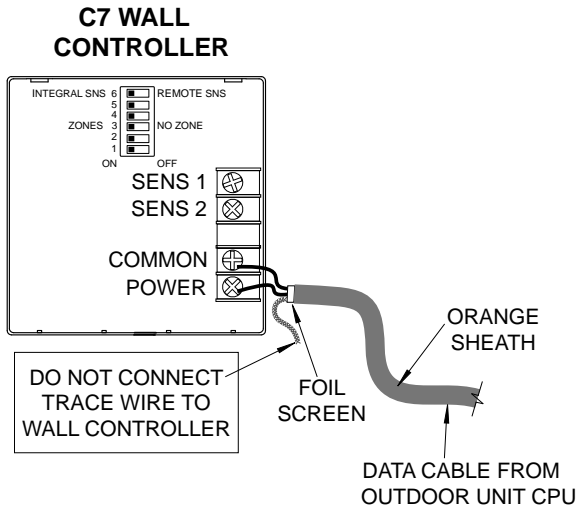 C7 WALL
CONTROLLER
INTEGRAL SNS 6 REMOTE SNS
5
4
ZONES 3 NO ZONE
2
1
ON OFF
SENS 1
SENS 2
COMMON
POWER
ORANGE
SHEATH
DO NOT CONNECT
TRACE WIRE TO
WALL CONTROLLER
FOIL
SCREEN
DATA CABLE FROM
OUTDOOR UNIT CPU